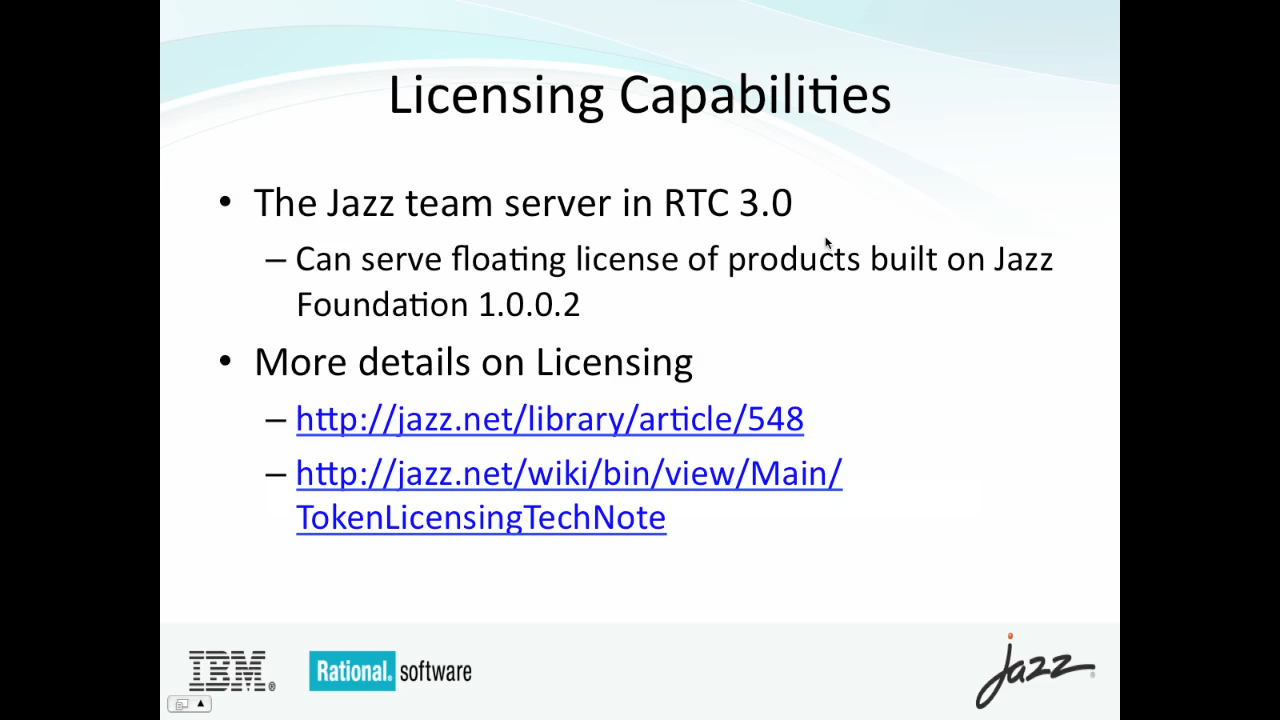 Licensing Capabilities
• The Jazz team server in RTC 3.0
– Can serve floating license of products built on Jazz
Foundation 1.0.0.2
• More details on Licensing
– http://jazz.net/library/article/548
– http://jazz.net/wiki/bin/view/Main/
TokenLicensingTechNote
IBM® Rational. software jazz®